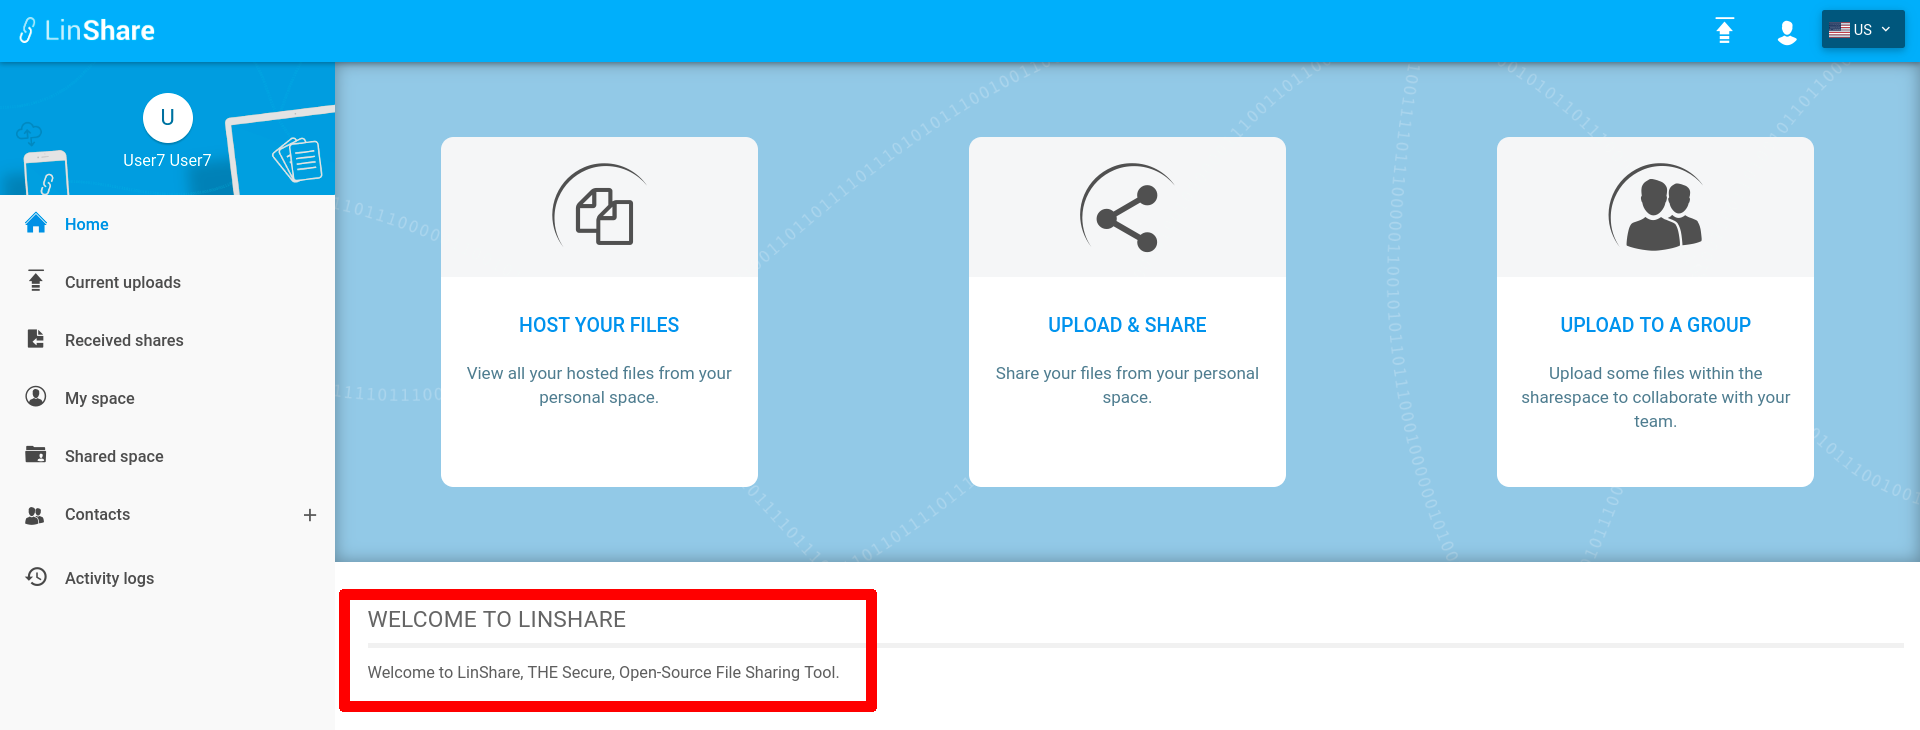 LinShare
US
U
User7 User7
Home
Current uploads
Received shares
My space
Shared space
Contacts
Activity logs
HOST YOUR FILES
View all your hosted files from your
personal space.
UPLOAD & SHARE
Share your files from your personal
space.
UPLOAD TO A GROUP
Upload some files within the
sharespace to collaborate with your
team.
WELCOME TO LINSHARE
Welcome to LinShare, THE Secure, Open-Source File Sharing Tool.